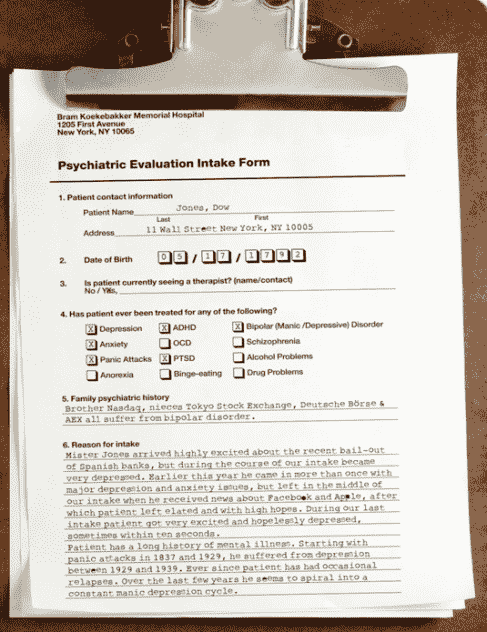 Bram Koekebakker Memorial Hospital
1205 First Avenue
New York, NY 10065
Psychiatric Evaluation Intake Form
1. Patient contact information
Patient Name Jones, Dow
Last First
Address 11 Wall Street New York, NY 10005
2. Date of Birth 05/17/1792
3. Is patient currently seeing a therapist? (name/contact)
No / Yes,
4. Has patient ever been treated for any of the following?
X Depression X ADHD X Bipolar (Manic /Depressive) Disorder
X Anxiety OCD Schizophrenia
X Panic Attacks X PTSD Alcohol Problems
Anorexia Binge-eating Drug Problems
5. Family psychiatric history
Brother Nasdaq, nieces Tokyo Stock Exchange, Deutsche Börse &
AEX all suffer from bipolar disorder.
6. Reason for intake
Mister Jones arrived highly excited about the recent bail-out
of Spanish banks, but during the course of our intake became
very depressed. Earlier this year he came in more than once with
major depression and anxiety issues, but left in the middle of
our intake when he received news about Facebook and Apple, after
which patient left elated and with high hopes. During our last
intake patient got very excited and hopelessly depressed,
sometimes within ten seconds.
Patient has a long history of mental illness. Starting with
panic attacks in 1837 and 1929, he suffered from depression
between 1929 and 1939. Ever since patient has had occasional
relapses. Over the last few years he seems to spiral into a
constant manic depression cycle.